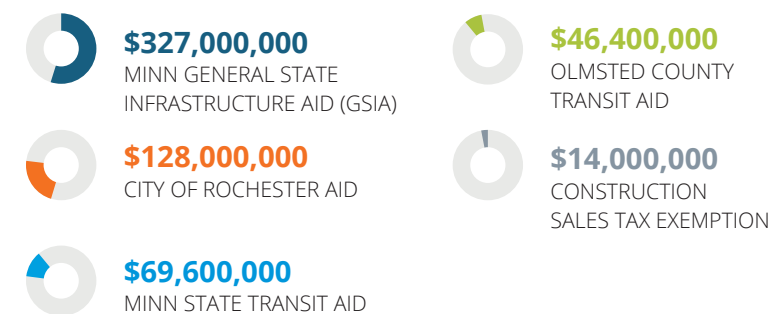 $327,000,000
MINN GENERAL STATE
INFRASTRUCTURE AID (GSIA)
$128,000,000
CITY OF ROCHESTER AID
$69,600,000
MINN STATE TRANSIT AID
$46,400,000
OLMSTED COUNTY
TRANSIT AID
$14,000,000
CONSTRUCTION
SALES TAX EXEMPTION